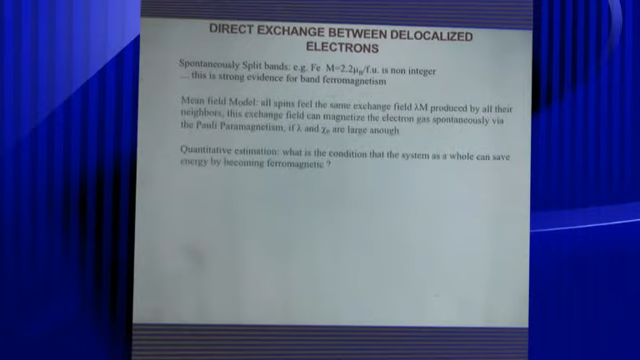 DIRECT EXCHANGE BETWEEN DELOCALIZED
ELECTRONS
Spontaneously Split bands: e.g. Fe M=2.2μB/f.u. is non integer
.... this is strong evidence for band ferromagnetism
Mean field Model: all spins feel the same exchange field λM produced by all their
neighbors, this exchange field can magnetize the electron gas spontaneously via
the Pauli Paramagnetism, if λ and χP are large anough
Quantitative estimation: what is the condition that the system as a whole can save
energy by becoming ferromagnetic ?